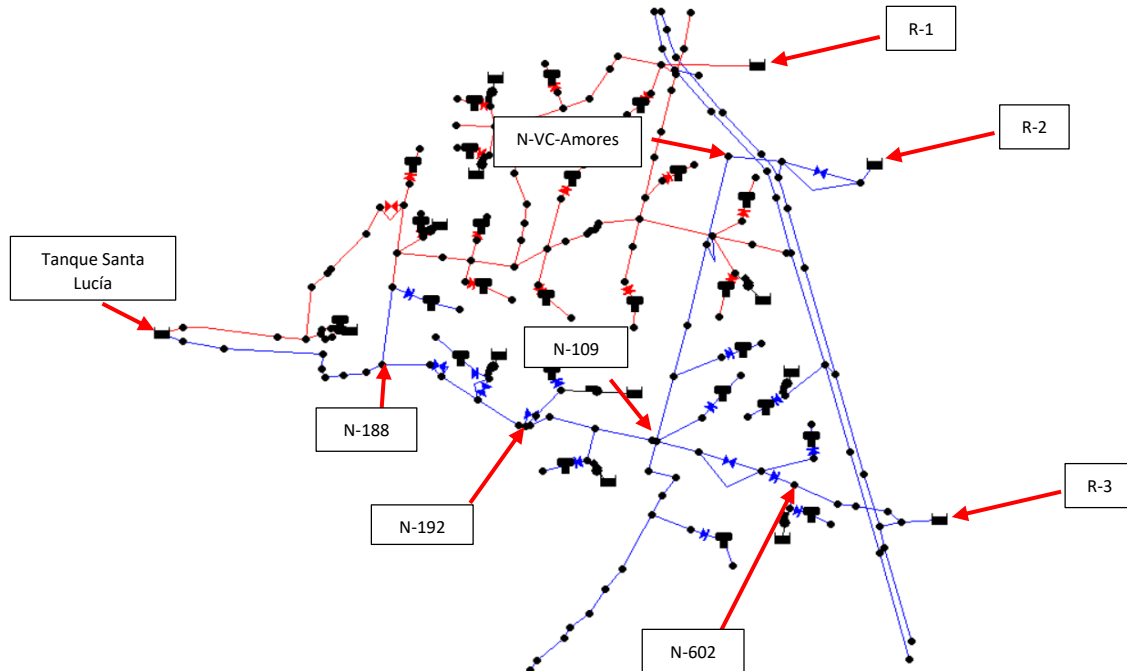 R-1
N-VC-Amores
R-2
Tanque Santa
Lucía
N-109
N-188
N-192
R-3
N-602